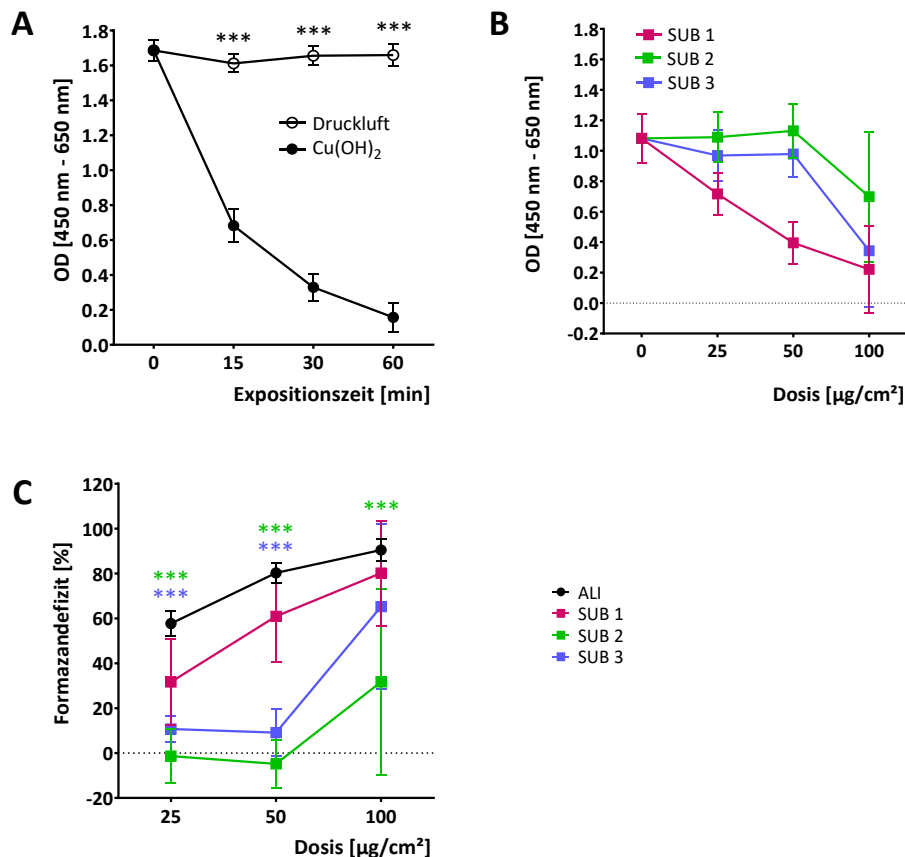 A
OD [450 nm - 650 nm]
1.8
1.6
1.4
1.2
1.0
0.8
0.6
0.4
0.2
0.0
*** *** ***
Druckluft
Cu(OH)₂
0 15 30 60
Expositionszeit [min]
B
OD [450 nm - 650 nm]
1.8
1.6
1.4
1.2
1.0
0.8
0.6
0.4
0.2
0.0
-0.2
SUB 1
SUB 2
SUB 3
0 25 50 100
Dosis [µg/cm²]
C
Formazandefizit [%]
120
100
80
60
40
20
0
-20
***
***
***
***
***
25 50 100
Dosis [µg/cm²]
ALI
SUB 1
SUB 2
SUB 3